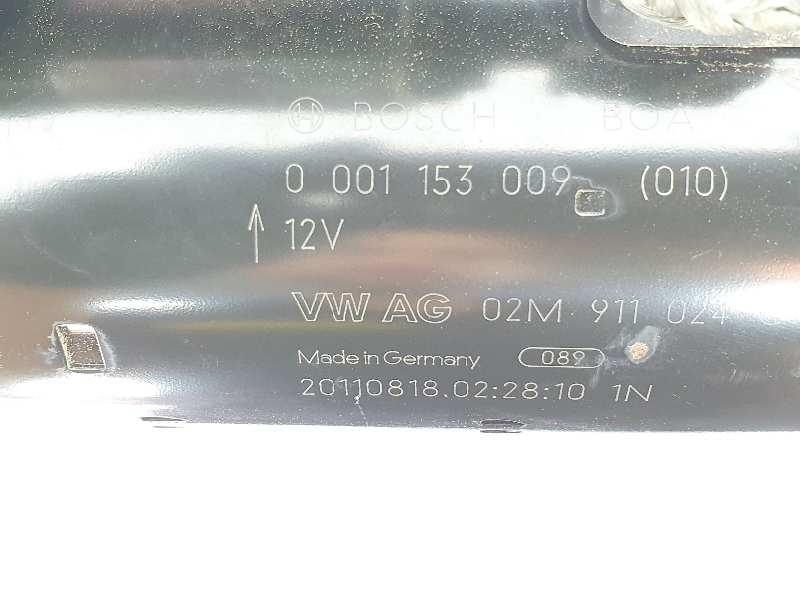 BOSCH BOA
0 001 153 009 (010)
12V
VW AG 02M 911 024
Made in Germany 089
20110818.02:28:10 1N